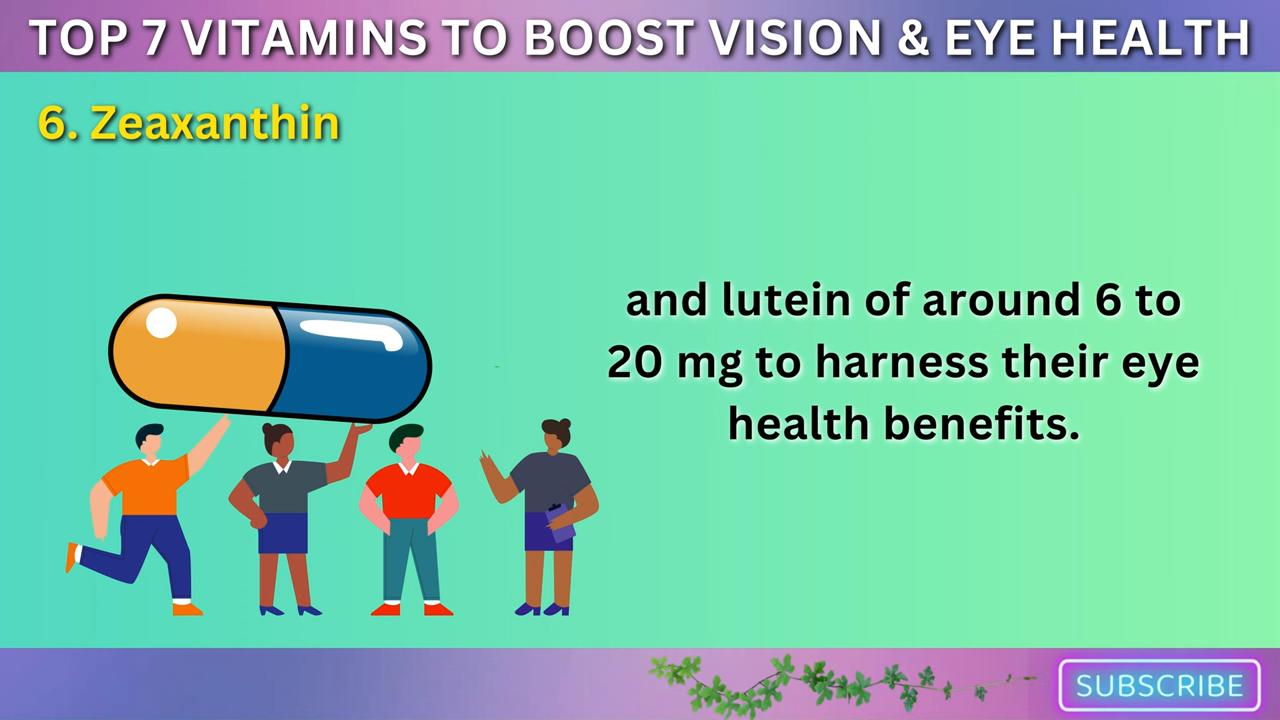 TOP 7 VITAMINS TO BOOST VISION & EYE HEALTH
6. Zeaxanthin
and lutein of around 6 to
20 mg to harness their eye
health benefits.
SUBSCRIBE